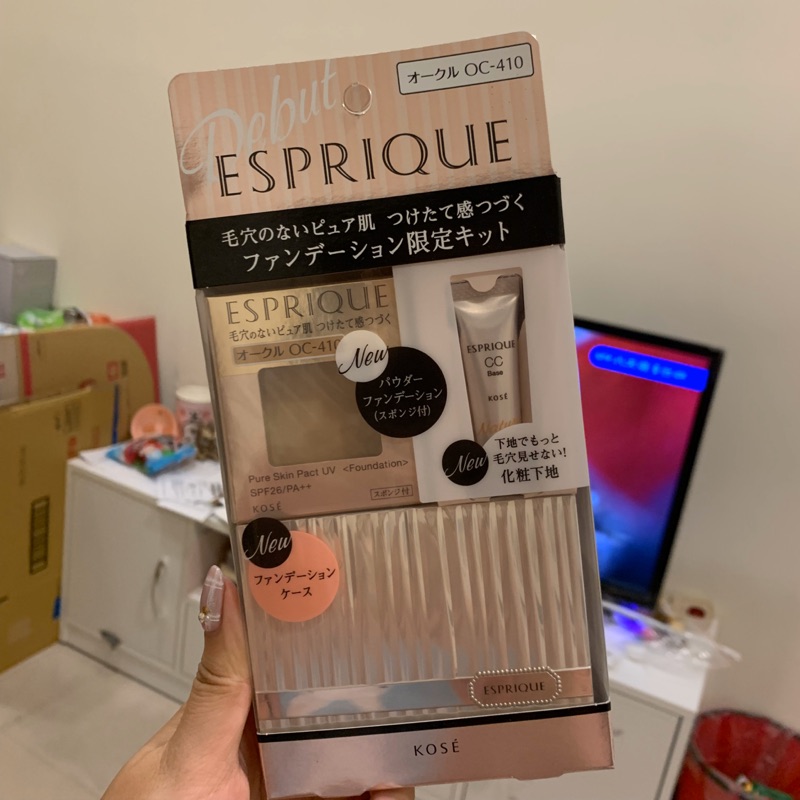 Debut
オークル OC-410
ESPRIQUE
毛穴のないピュア肌 つけたて感つづく
ファンデーション限定キット
ESPRIQUE
毛穴のないピュア肌 つけたて感つづく
オークル OC-410
New
パウダー
ファンデーション
(スポンジ付)
Pure Skin Pact UV <Foundation>
SPF26/PA++
KOSÉ
スポンジ付
ESPRIQUE
CC
Base
KOSÉ
New
下地でもっと
毛穴見せない!
化粧下地
New
ファンデーション
ケース
ESPRIQUE
KOSÉ